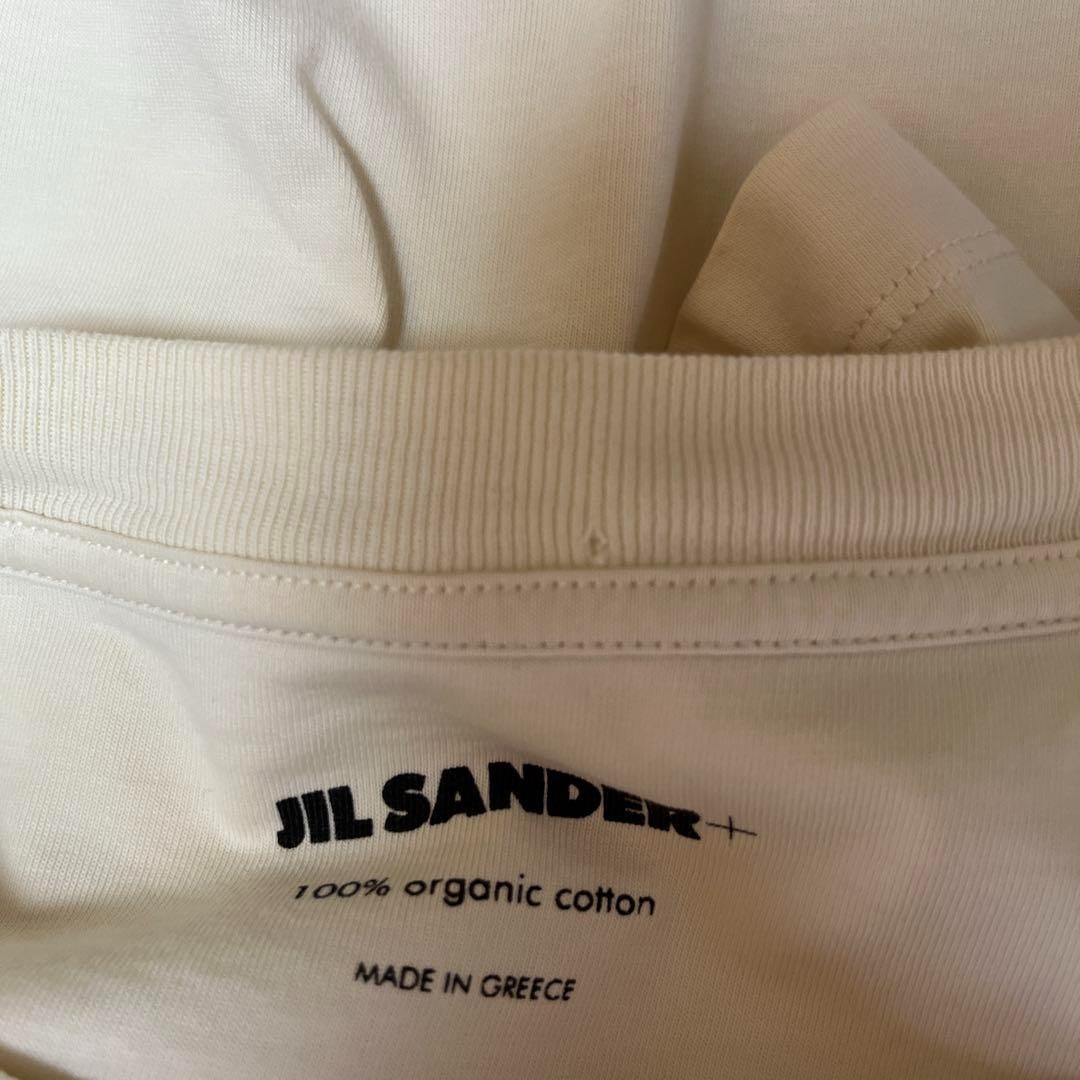 JIL SANDER+
100% organic cotton
MADE IN GREECE